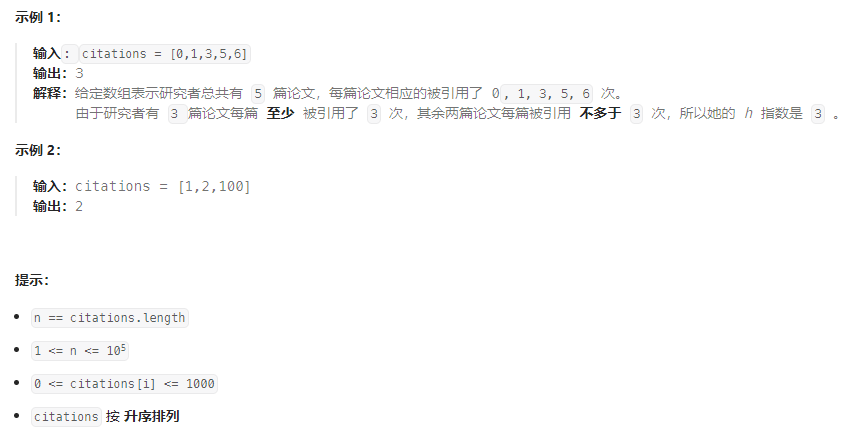 示例 1：
输入：citations = [0,1,3,5,6]
输出：3
解释：给定数组表示研究者总共有 5 篇论文，每篇论文相应的被引用了 0, 1, 3, 5, 6 次。
由于研究者有 3 篇论文每篇 至少 被引用了 3 次，其余两篇论文每篇被引用 不多于 3 次，所以她的 h 指数是 3 。
示例 2：
输入：citations = [1,2,100]
输出：2
提示：
• n == citations.length
• 1 <= n <= 10⁵
• 0 <= citations[i] <= 1000
• citations 按 升序排列